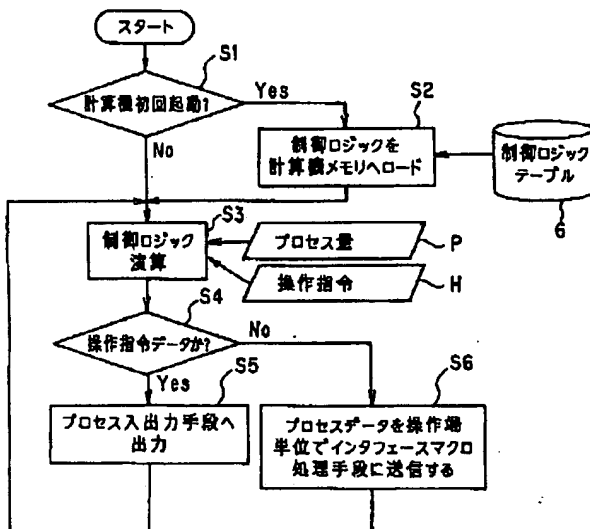 スタート
S1
計算機初回起動?
Yes
No
S2
制御ロジックを
計算機メモリへロード
制御ロジック
テーブル
6
S3
制御ロジック
演算
プロセス量
P
操作指令
H
S4
操作指令データか?
No
Yes
S5
プロセス入出力手段へ
出力
S6
プロセスデータを操作端
単位でインタフェースマクロ
処理手段に送信する